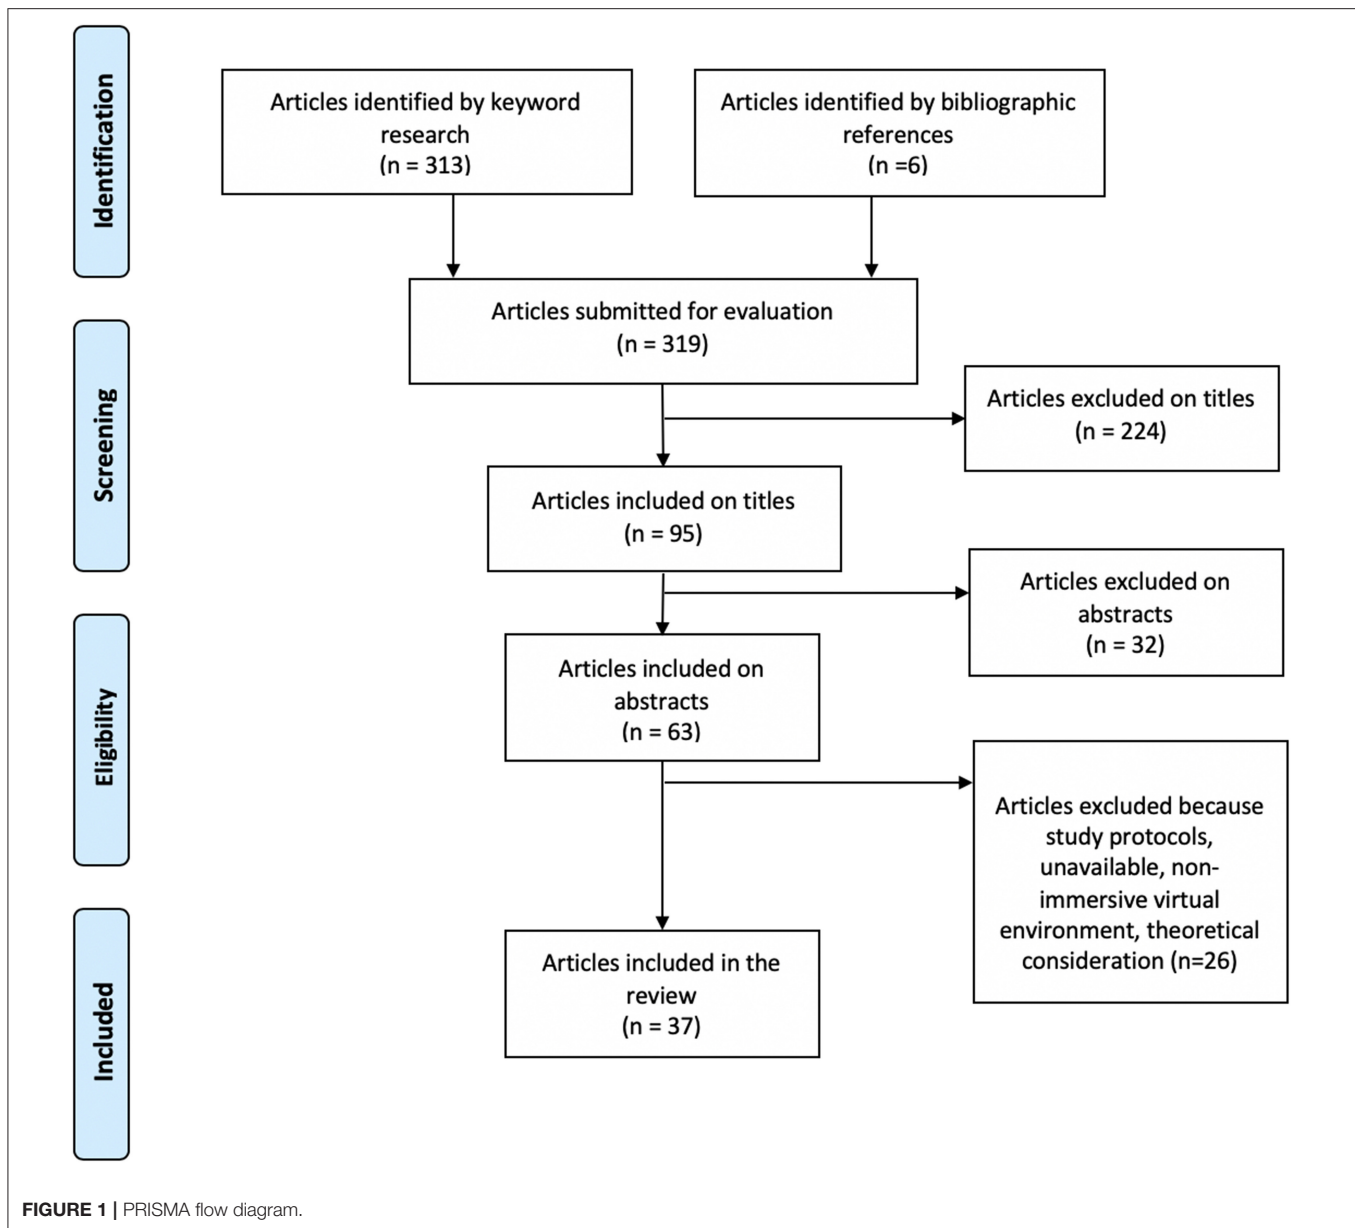 Identification
Articles identified by keyword
research
(n = 313)
Articles identified by bibliographic
references
(n =6)
Articles submitted for evaluation
(n = 319)
Screening
Articles excluded on titles
(n = 224)
Articles included on titles
(n = 95)
Articles excluded on
abstracts
(n = 32)
Eligibility
Articles included on
abstracts
(n = 63)
Articles excluded because
study protocols,
unavailable, non-
immersive virtual
environment, theoretical
consideration (n=26)
Included
Articles included in the
review
(n = 37)
FIGURE 1 | PRISMA flow diagram.